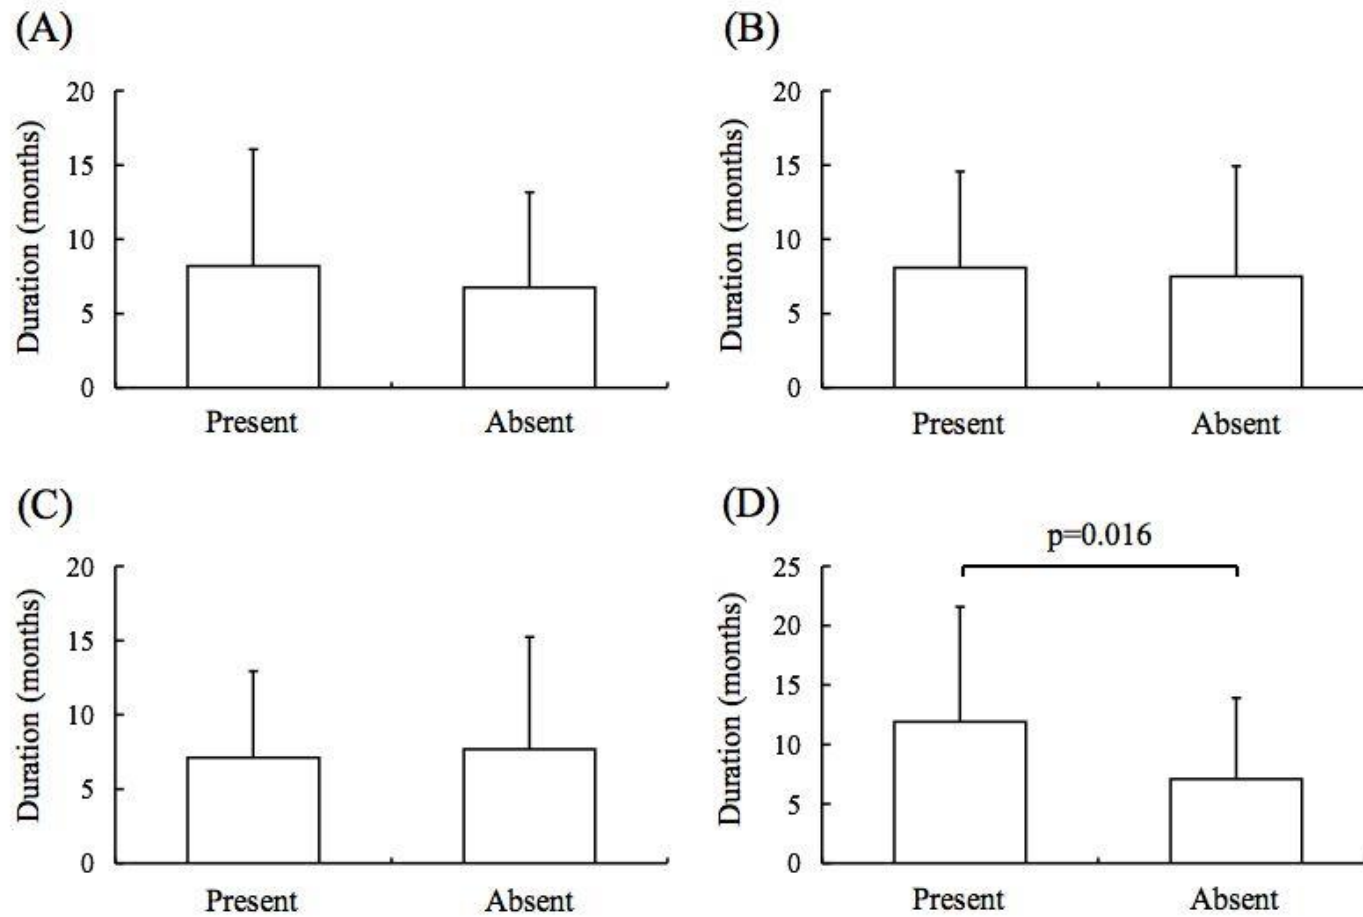 (A)
20
15
10
5
0
Duration (months)
Present Absent
(B)
20
15
10
5
0
Duration (months)
Present Absent
(C)
20
15
10
5
0
Duration (months)
Present Absent
(D)
p=0.016
25
20
15
10
5
0
Duration (months)
Present Absent